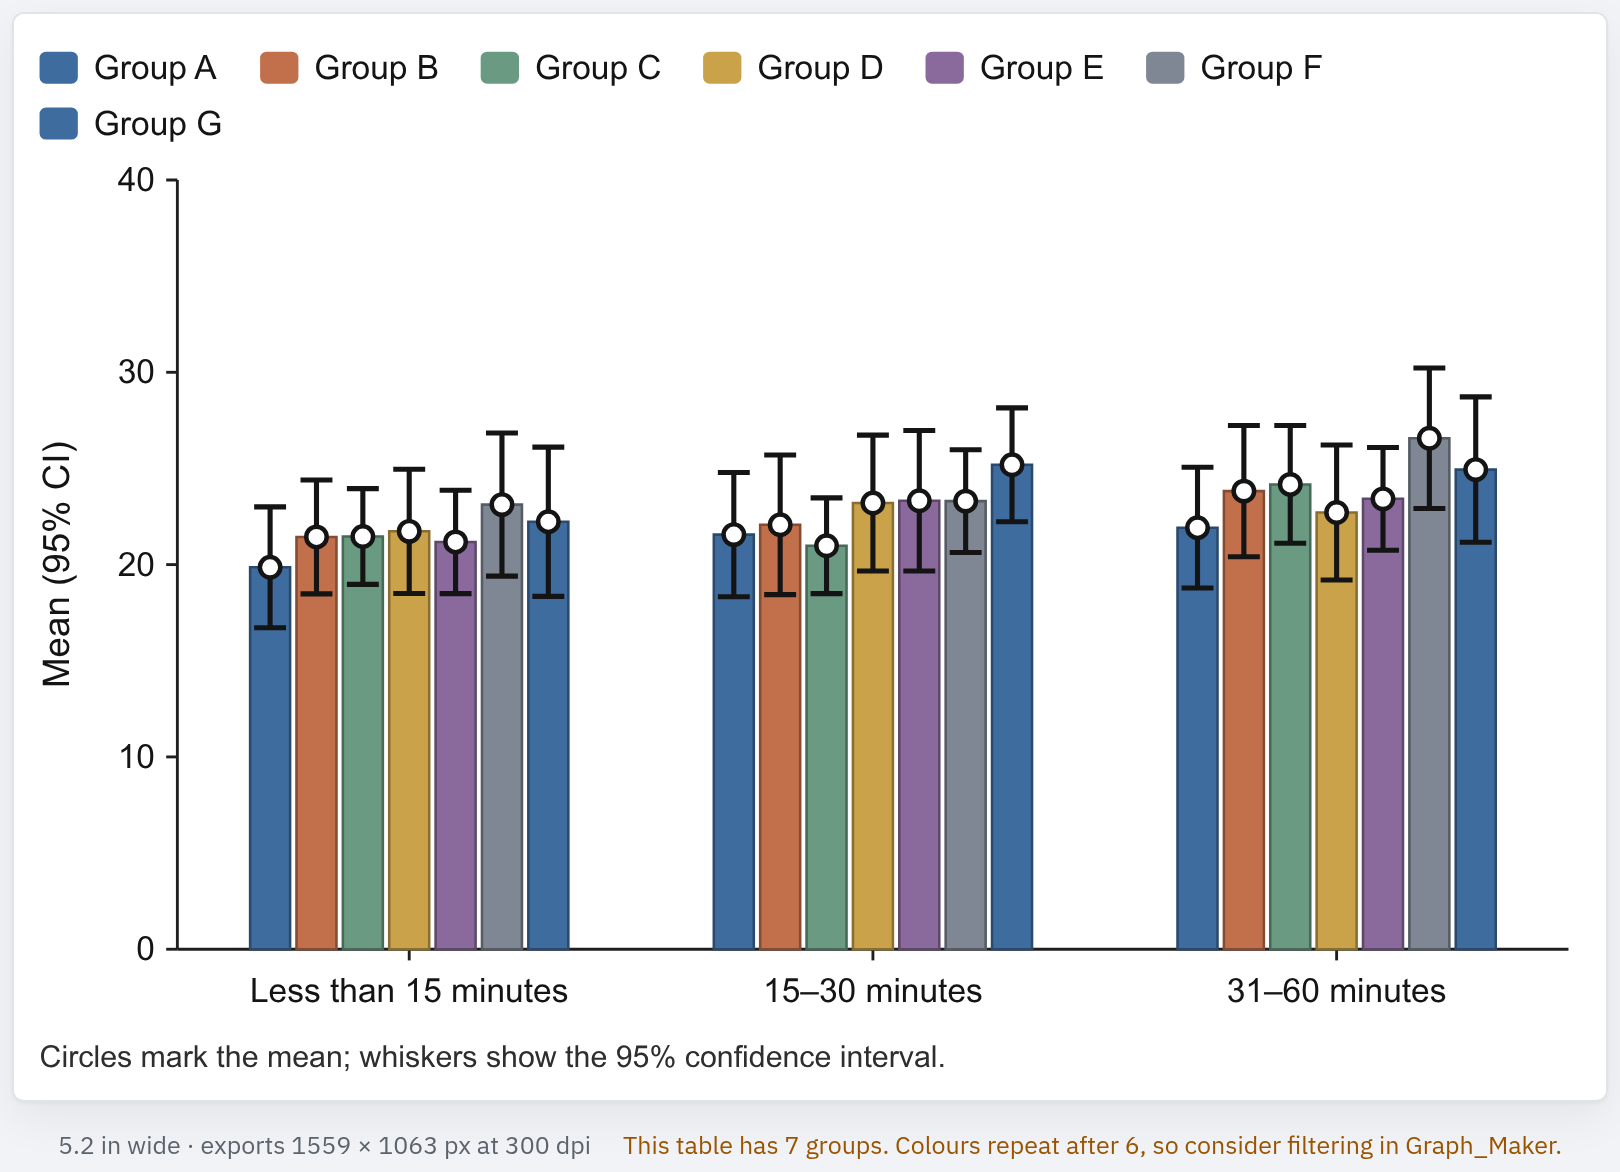 Group A Group B Group C Group D Group E Group F
Group G
40
30
20
10
0
Mean (95% CI)
Less than 15 minutes 15–30 minutes 31–60 minutes
Circles mark the mean; whiskers show the 95% confidence interval.
5.2 in wide · exports 1559 × 1063 px at 300 dpi This table has 7 groups. Colours repeat after 6, so consider filtering in Graph_Maker.